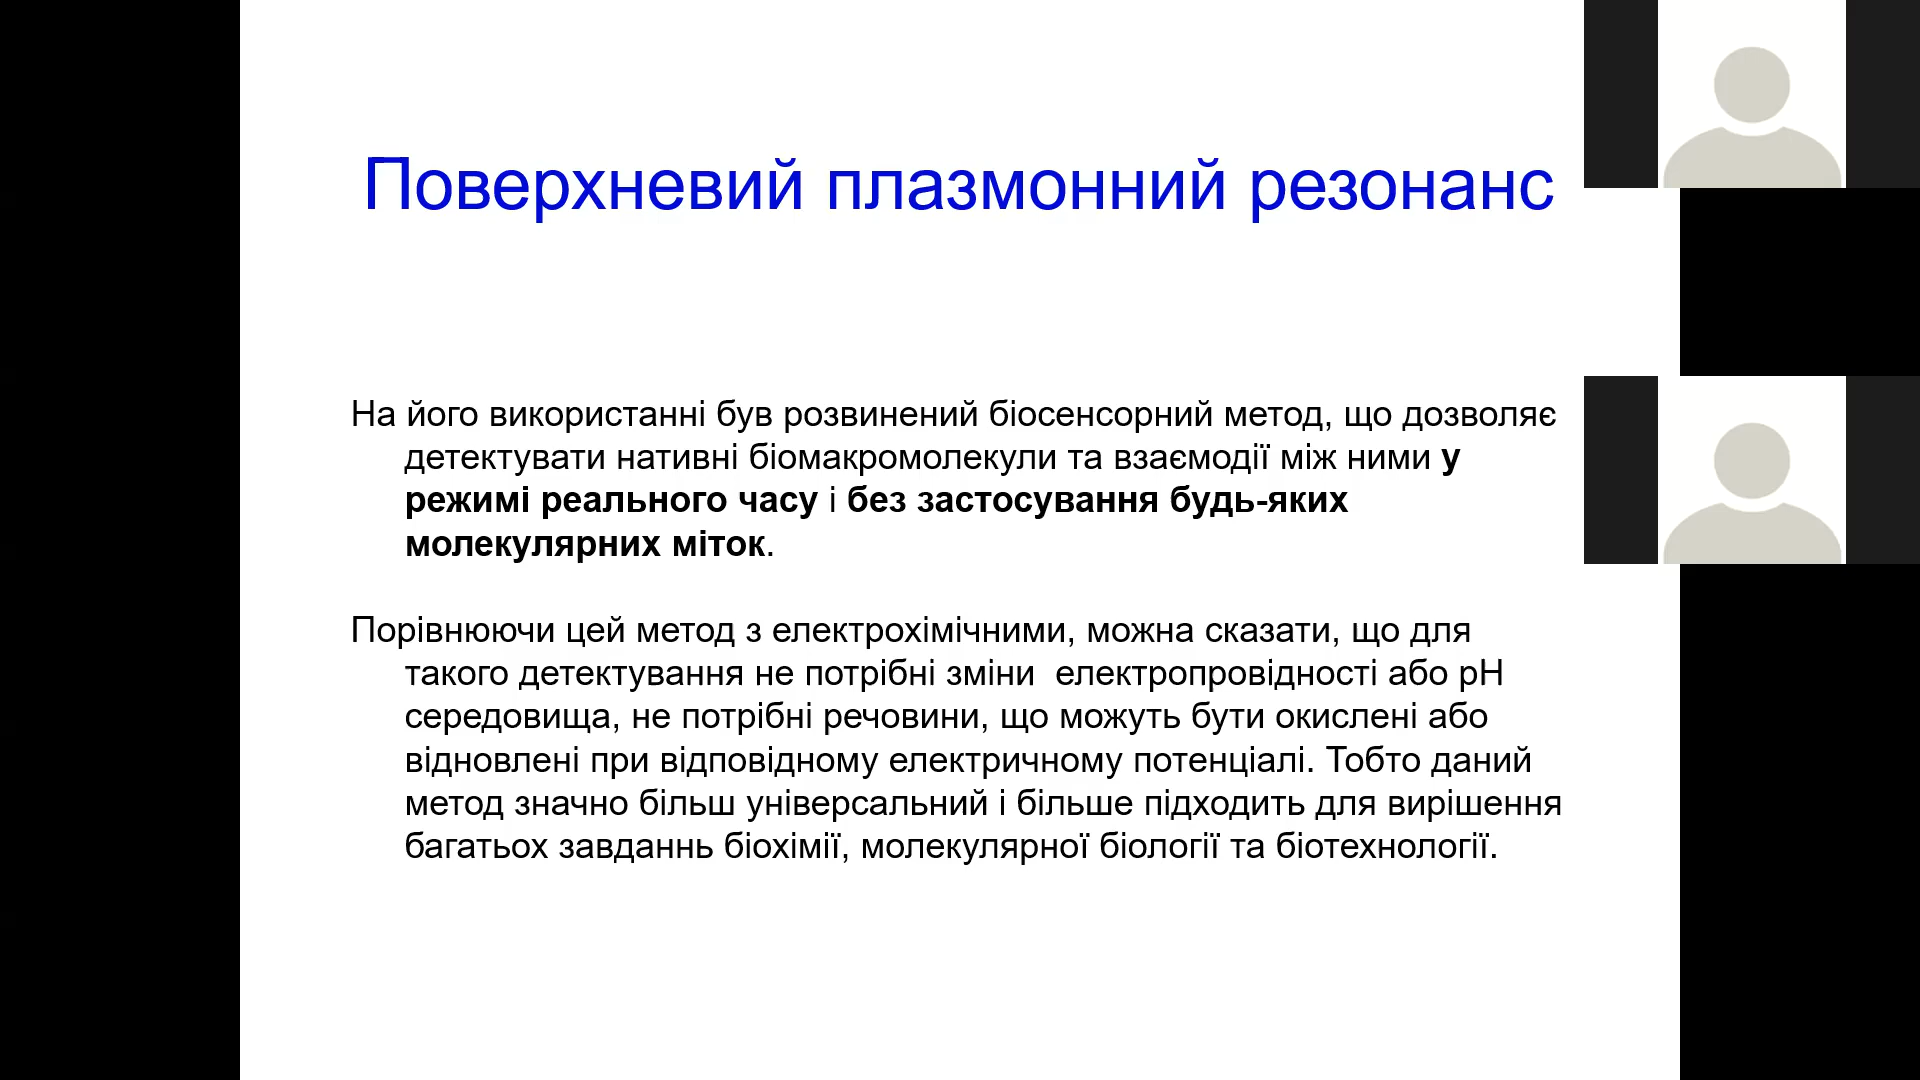 Поверхневий плазмонний резонанс
На його використанні був розвинений біосенсорний метод, що дозволяє
детектувати нативні біомакромолекули та взаємодії між ними у
режимі реального часу і без застосування будь-яких
молекулярних міток.
Порівнюючи цей метод з електрохімічними, можна сказати, що для
такого детектування не потрібні зміни  електропровідності або pH
середовища, не потрібні речовини, що можуть бути окислені або
відновлені при відповідному електричному потенціалі. Тобто даний
метод значно більш універсальний і більше підходить для вирішення
багатьох завданнь біохімії, молекулярної біології та біотехнології.